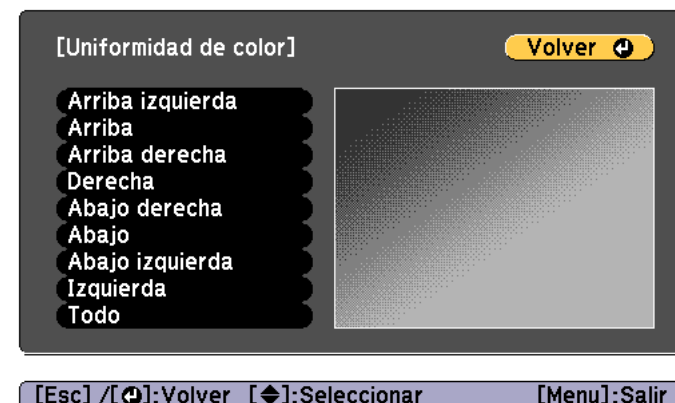 [Uniformidad de color]
Volver
Arriba izquierda
Arriba
Arriba derecha
Derecha
Abajo derecha
Abajo
Abajo izquierda
Izquierda
Todo
[Esc] /[⏎]:Volver [◆]:Seleccionar [Menu]:Salir